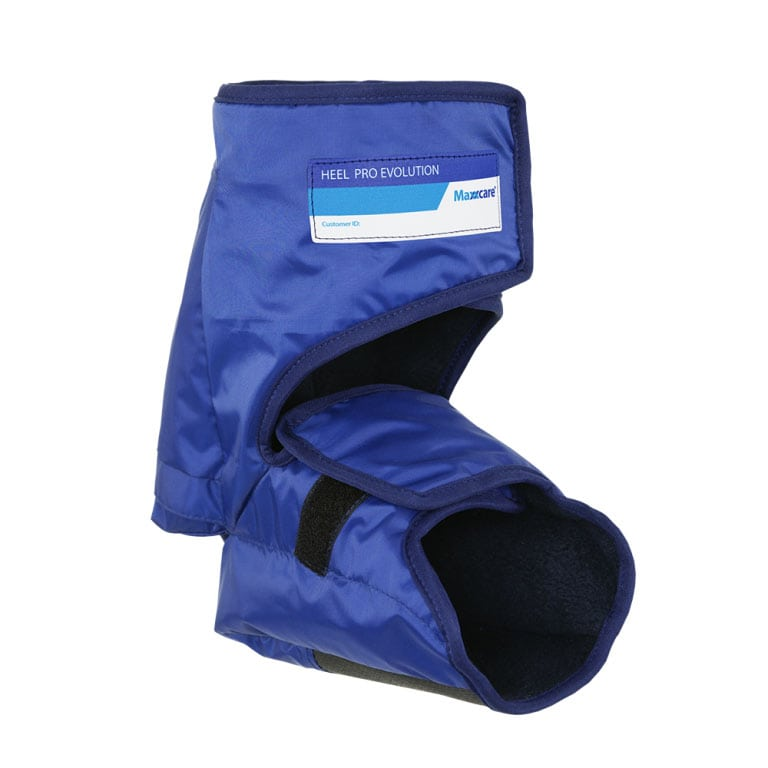 HEEL PRO EVOLUTION
Maxxcare®
Customer ID: